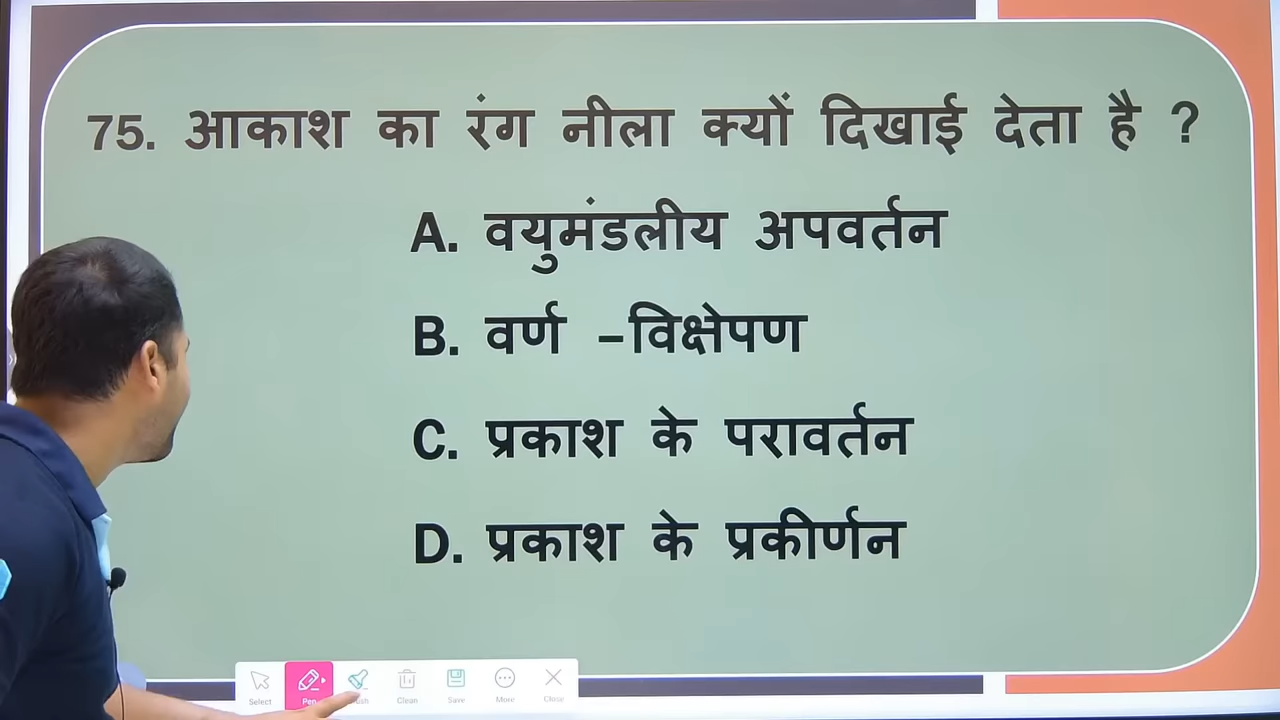 75. आकाश का रंग नीला क्यों दिखाई देता है ?
A. वयुमंडलीय अपवर्तन
B. वर्ण –विक्षेपण
C. प्रकाश के परावर्तन
D. प्रकाश के प्रकीर्णन
Select Pen Clean Save More Close